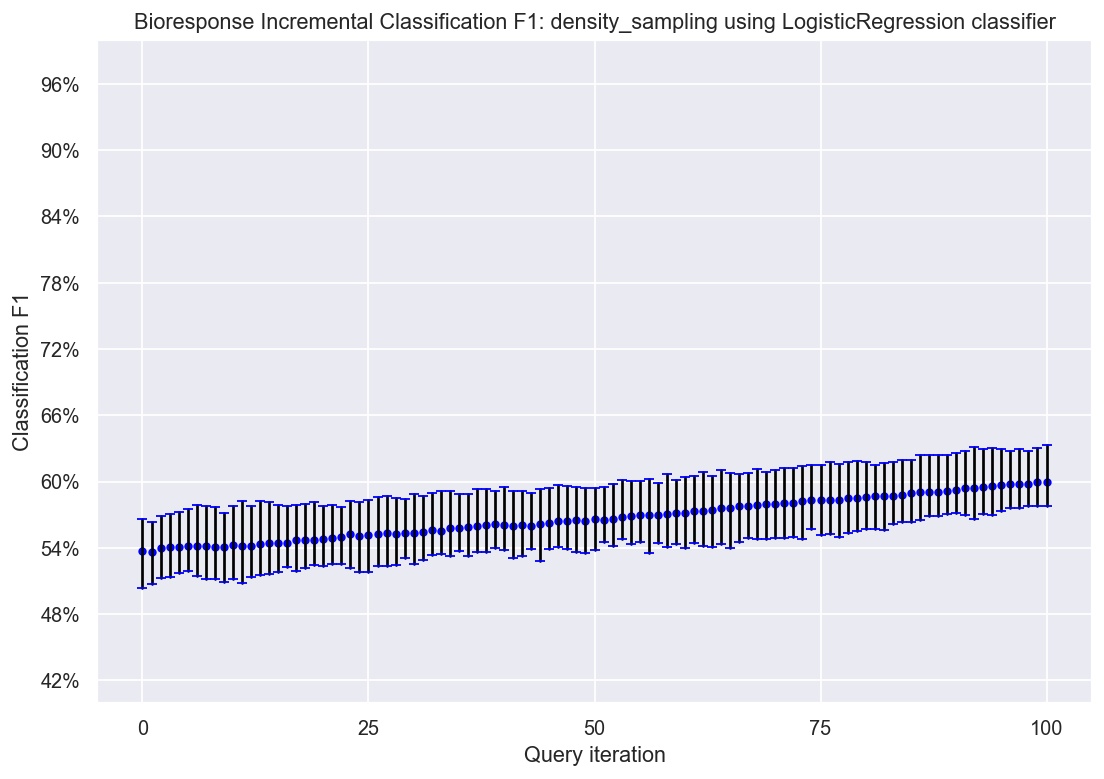 Bioresponse Incremental Classification F1: density_sampling using LogisticRegression classifier
96%
90%
84%
78%
72%
66%
60%
54%
48%
42%
Classification F1
0 25 50 75 100
Query iteration